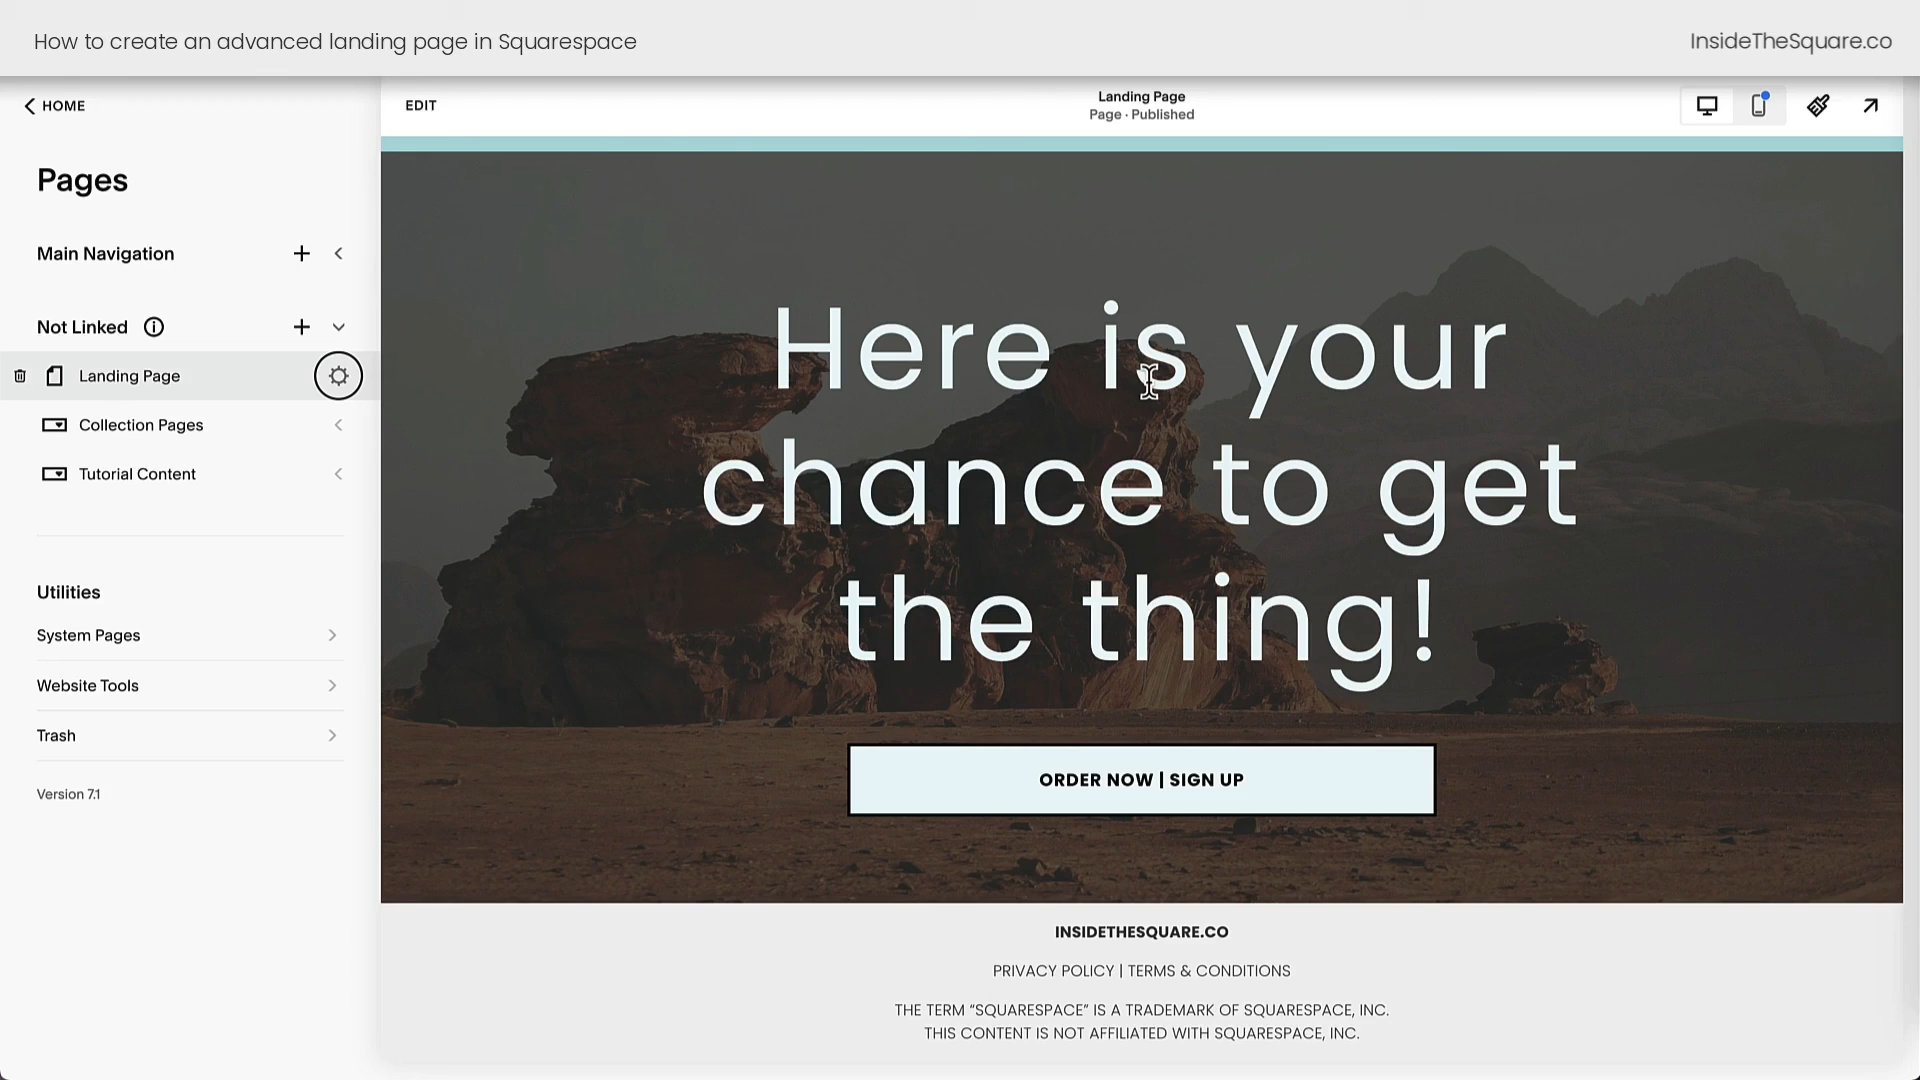 How to create an advanced landing page in Squarespace
InsideTheSquare.co
HOME
EDIT
Landing Page
Page · Published
Pages
Main Navigation
Not Linked
Landing Page
Collection Pages
Tutorial Content
Utilities
System Pages
Website Tools
Trash
Version 7.1
Here is your
chance to get
the thing!
ORDER NOW | SIGN UP
INSIDETHESQUARE.CO
PRIVACY POLICY | TERMS & CONDITIONS
THE TERM “SQUARESPACE” IS A TRADEMARK OF SQUARESPACE, INC.
THIS CONTENT IS NOT AFFILIATED WITH SQUARESPACE, INC.